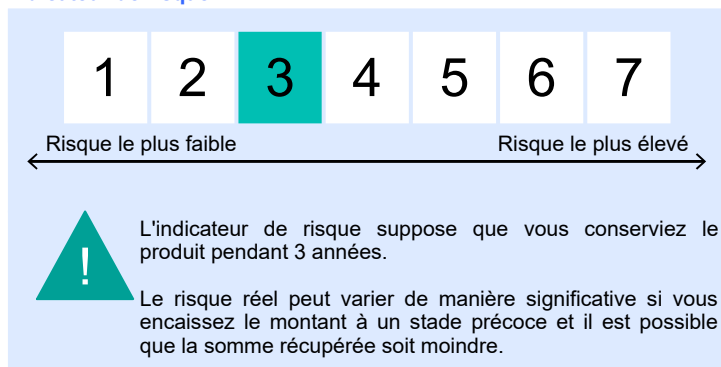 1 2 3 4 5 6 7
Risque le plus faible Risque le plus élevé
L'indicateur de risque suppose que vous conserviez le
produit pendant 3 années.
!
Le risque réel peut varier de manière significative si vous
encaissez le montant à un stade précoce et il est possible
que la somme récupérée soit moindre.